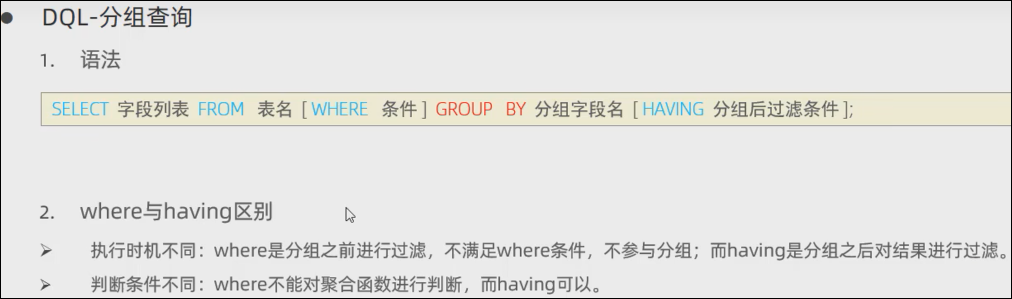 ● DQL-分组查询
1. 语法
SELECT 字段列表 FROM 表名 [ WHERE 条件 ] GROUP BY 分组字段名 [ HAVING 分组后过滤条件 ];
2. where与having区别
➢ 执行时机不同：where是分组之前进行过滤，不满足where条件，不参与分组；而having是分组之后对结果进行过滤。
➢ 判断条件不同：where不能对聚合函数进行判断，而having可以。